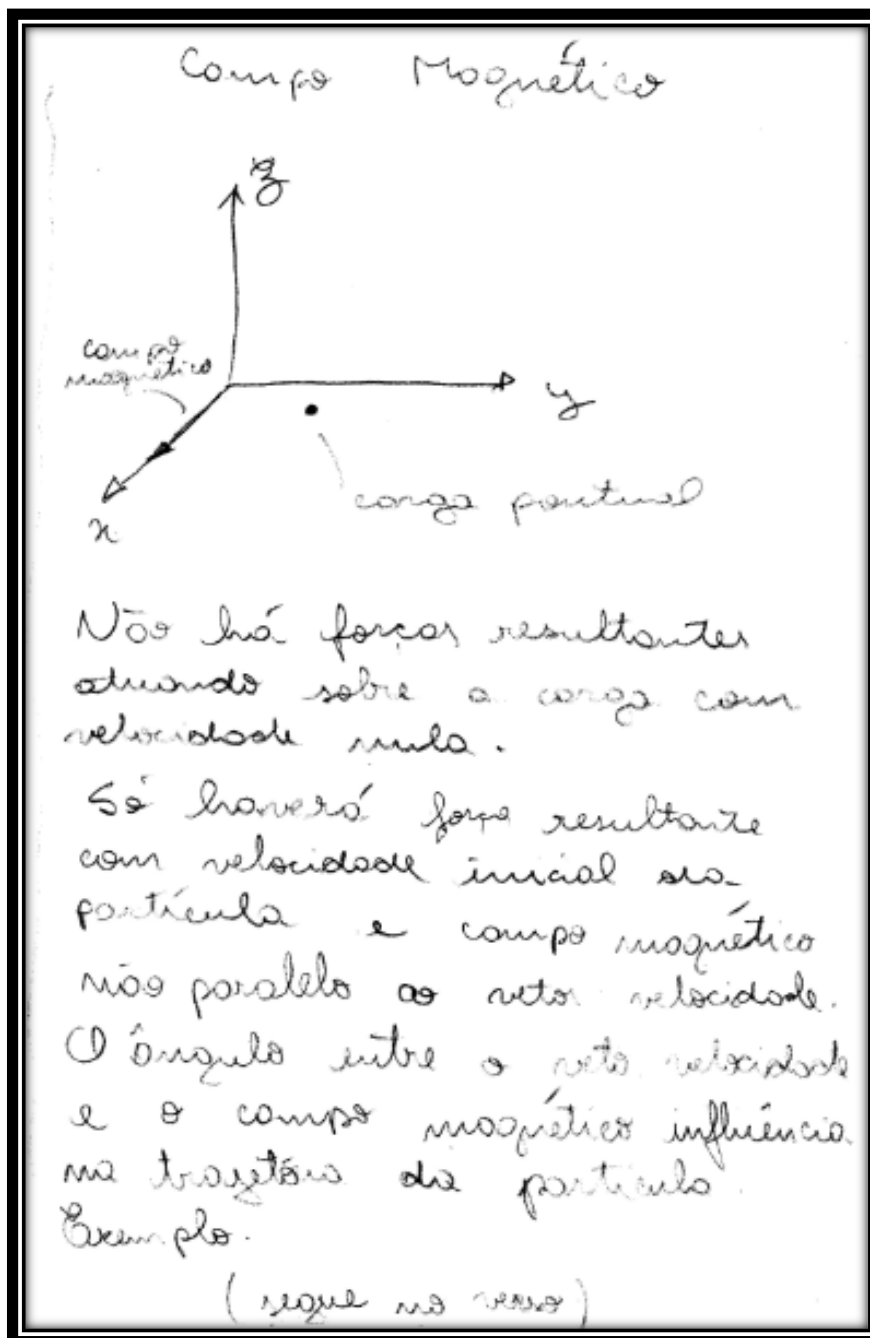 Campo Magnético
z
campo
magnético
y
carga pontual
x
Não há forças resultantes
atuando sobre a carga com
velocidade nula.
Só haverá força resultante
com velocidade inicial da
partícula e campo magnético
não paralelo ao vetor velocidade.
O ângulo entre o veto velocidade
e o campo magnético influência
na trajetória da partícula.
Exemplo.
(segue no verso)